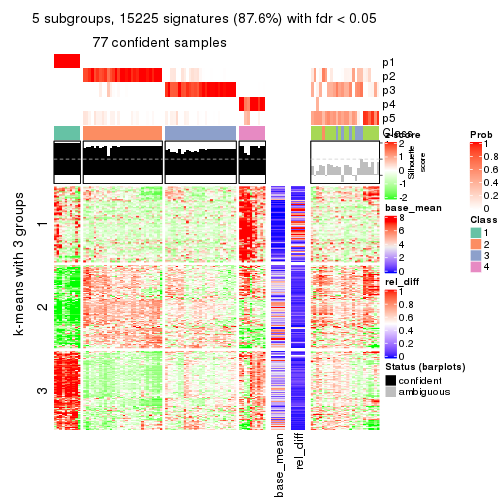 5 subgroups, 15225 signatures (87.6%) with fdr < 0.05
77 confident samples
p1
p2
p3
p4
p5
Class
k-means with 3 groups
1
2
3
base_mean
rel_diff
z-score
2
1
0
-1
-2
Silhouette
score
base_mean
8
6
4
2
0
rel_diff
1
0.8
0.6
0.4
0.2
0
Status (barplots)
confident
ambiguous
Prob
1
0.8
0.6
0.4
0.2
0
Class
1
2
3
4